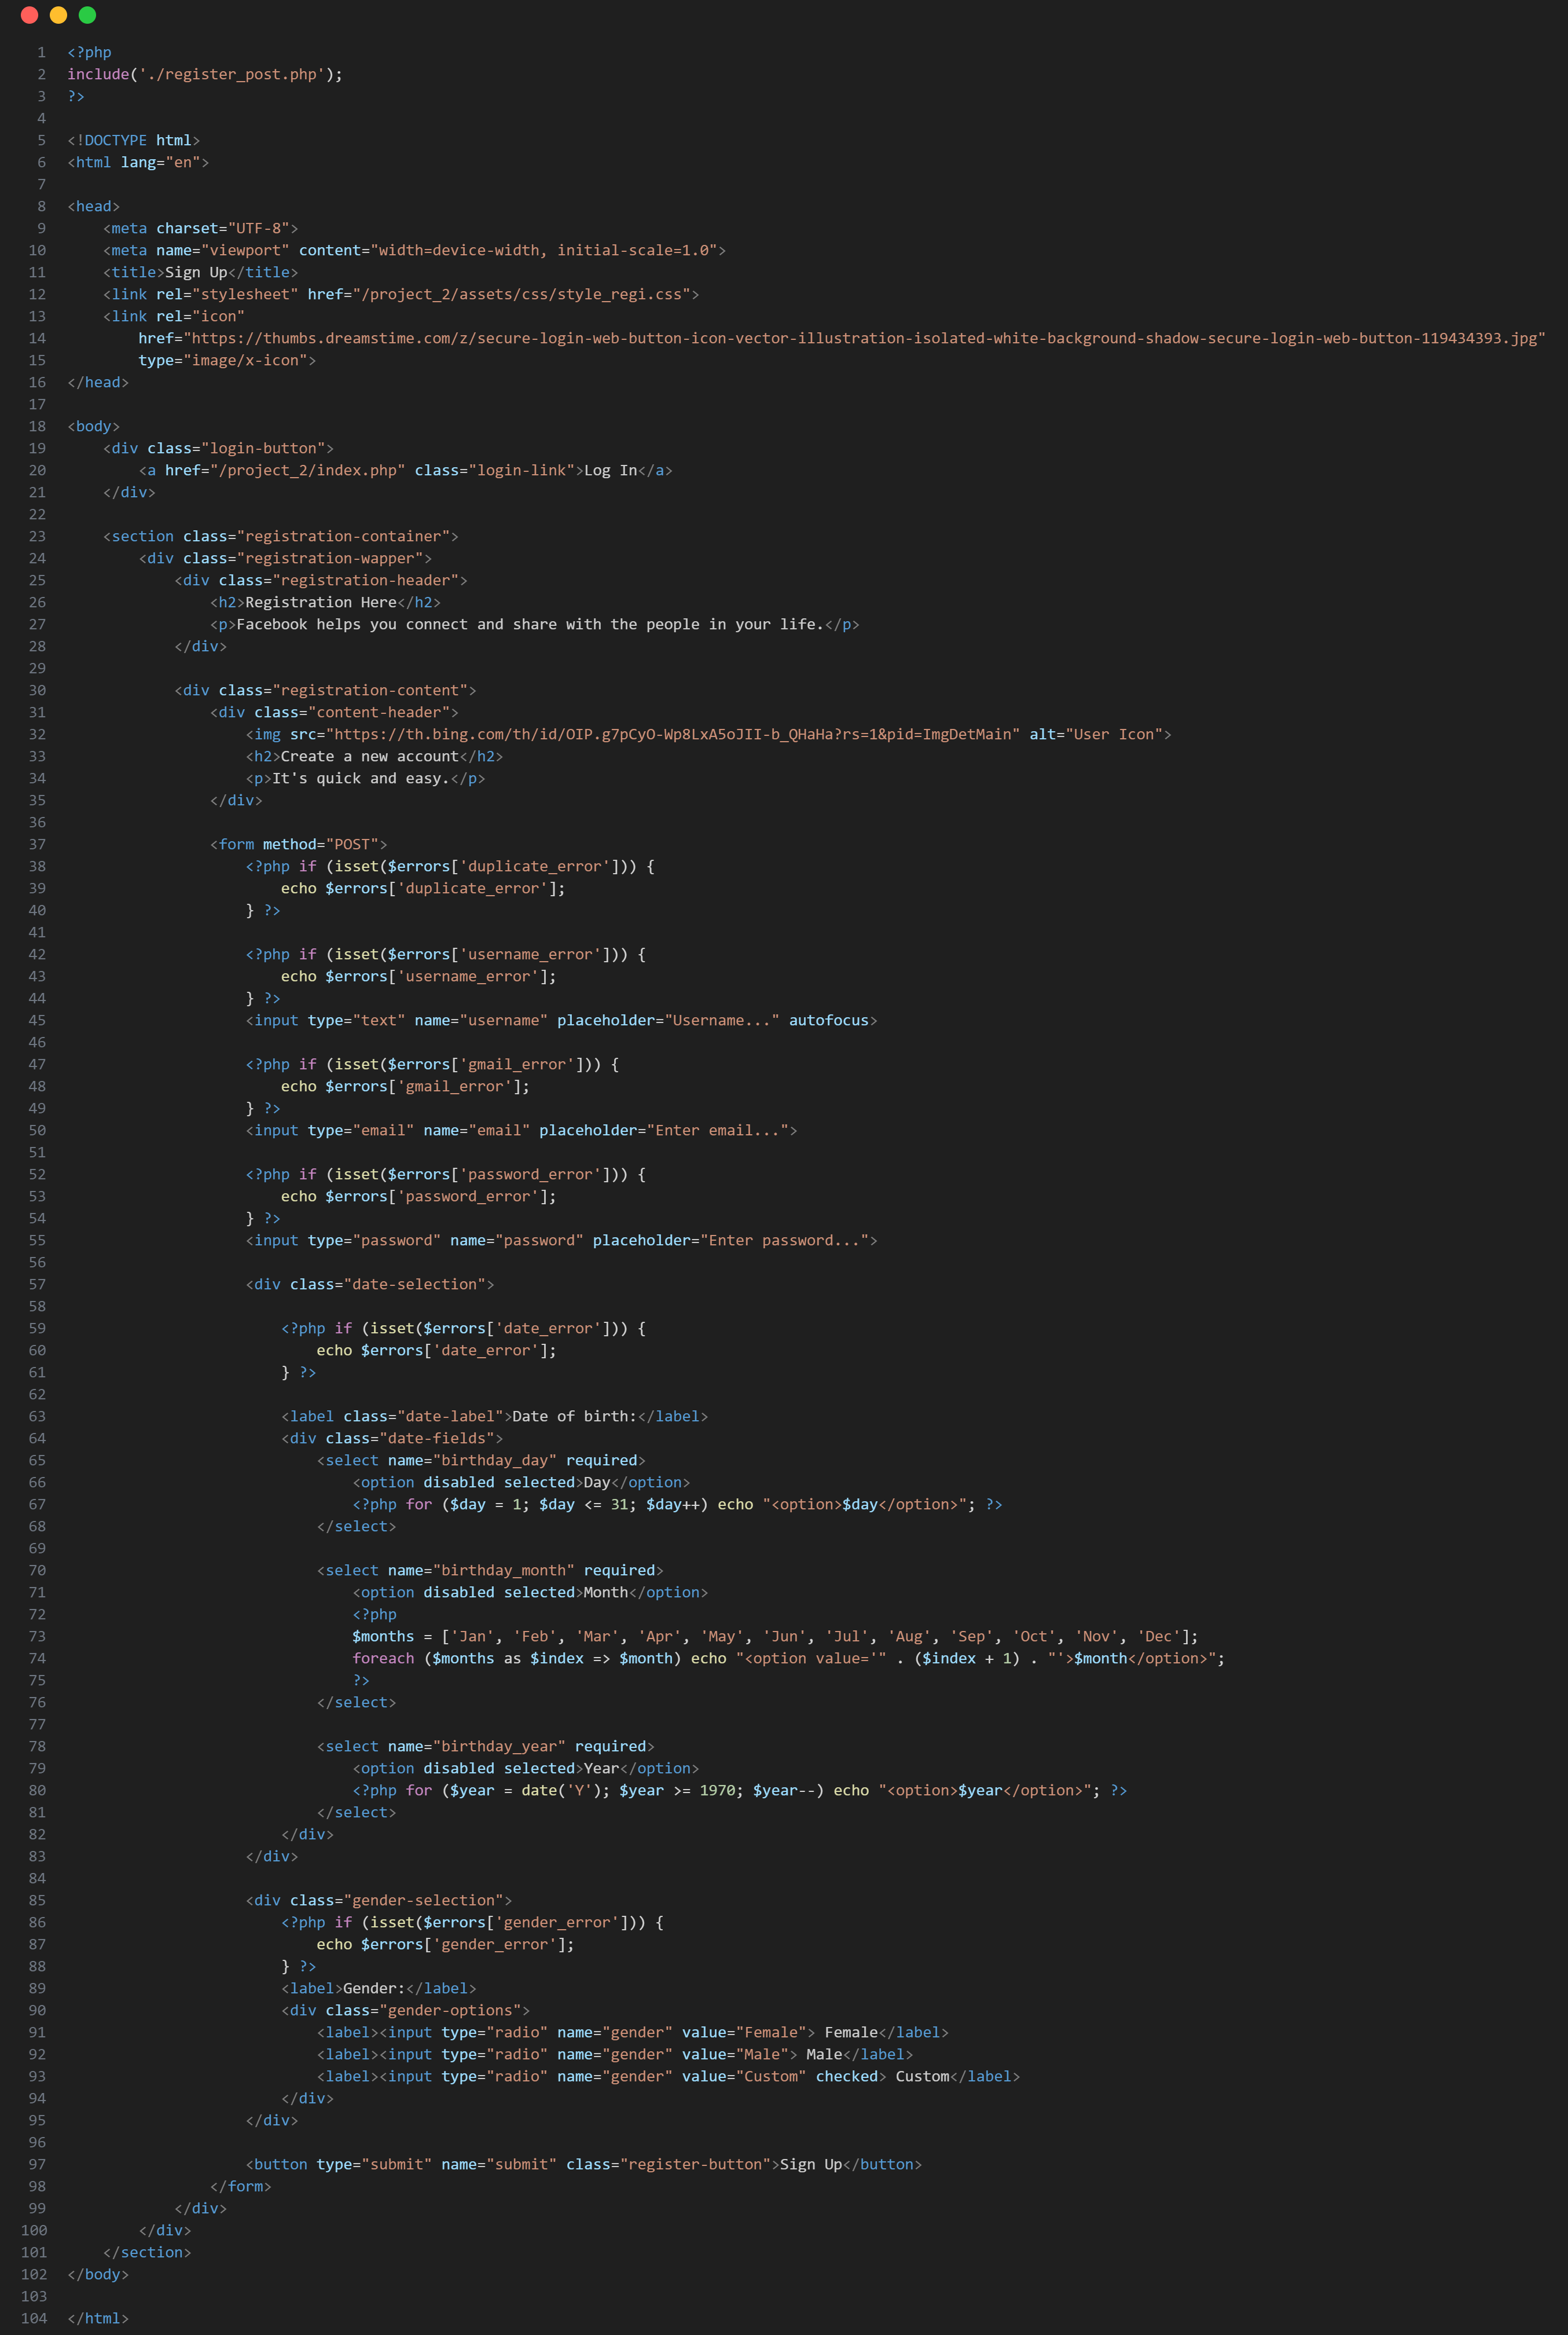 1 <?php
2 include('./register_post.php');
3 ?>
4
5 <!DOCTYPE html>
6 <html lang="en">
7
8 <head>
9     <meta charset="UTF-8">
10     <meta name="viewport" content="width=device-width, initial-scale=1.0">
11     <title>Sign Up</title>
12     <link rel="stylesheet" href="/project_2/assets/css/style_regi.css">
13     <link rel="icon"
14         href="https://thumbs.dreamstime.com/z/secure-login-web-button-icon-vector-illustration-isolated-white-background-shadow-secure-login-web-button-119434393.jpg"
15         type="image/x-icon">
16 </head>
17
18 <body>
19     <div class="login-button">
20         <a href="/project_2/index.php" class="login-link">Log In</a>
21     </div>
22
23     <section class="registration-container">
24         <div class="registration-wapper">
25             <div class="registration-header">
26                 <h2>Registration Here</h2>
27                 <p>Facebook helps you connect and share with the people in your life.</p>
28             </div>
29
30             <div class="registration-content">
31                 <div class="content-header">
32                     <img src="https://th.bing.com/th/id/OIP.g7pCyO-Wp8LxA5oJII-b_QHaHa?rs=1&pid=ImgDetMain" alt="User Icon">
33                     <h2>Create a new account</h2>
34                     <p>It's quick and easy.</p>
35                 </div>
36
37                 <form method="POST">
38                     <?php if (isset($errors['duplicate_error'])) {
39                         echo $errors['duplicate_error'];
40                     } ?>
41
42                     <?php if (isset($errors['username_error'])) {
43                         echo $errors['username_error'];
44                     } ?>
45                     <input type="text" name="username" placeholder="Username..." autofocus>
46
47                     <?php if (isset($errors['gmail_error'])) {
48                         echo $errors['gmail_error'];
49                     } ?>
50                     <input type="email" name="email" placeholder="Enter email...">
51
52                     <?php if (isset($errors['password_error'])) {
53                         echo $errors['password_error'];
54                     } ?>
55                     <input type="password" name="password" placeholder="Enter password...">
56
57                     <div class="date-selection">
58
59                         <?php if (isset($errors['date_error'])) {
60                             echo $errors['date_error'];
61                         } ?>
62
63                         <label class="date-label">Date of birth:</label>
64                         <div class="date-fields">
65                             <select name="birthday_day" required>
66                                 <option disabled selected>Day</option>
67                                 <?php for ($day = 1; $day <= 31; $day++) echo "<option>$day</option>"; ?>
68                             </select>
69
70                             <select name="birthday_month" required>
71                                 <option disabled selected>Month</option>
72                                 <?php
73                                 $months = ['Jan', 'Feb', 'Mar', 'Apr', 'May', 'Jun', 'Jul', 'Aug', 'Sep', 'Oct', 'Nov', 'Dec'];
74                                 foreach ($months as $index => $month) echo "<option value='" . ($index + 1) . "'>$month</option>";
75                                 ?>
76                             </select>
77
78                             <select name="birthday_year" required>
79                                 <option disabled selected>Year</option>
80                                 <?php for ($year = date('Y'); $year >= 1970; $year--) echo "<option>$year</option>"; ?>
81                             </select>
82                         </div>
83                     </div>
84
85                     <div class="gender-selection">
86                         <?php if (isset($errors['gender_error'])) {
87                             echo $errors['gender_error'];
88                         } ?>
89                         <label>Gender:</label>
90                         <div class="gender-options">
91                             <label><input type="radio" name="gender" value="Female"> Female</label>
92                             <label><input type="radio" name="gender" value="Male"> Male</label>
93                             <label><input type="radio" name="gender" value="Custom" checked> Custom</label>
94                         </div>
95                     </div>
96
97                     <button type="submit" name="submit" class="register-button">Sign Up</button>
98                 </form>
99             </div>
100         </div>
101     </section>
102 </body>
103
104 </html>